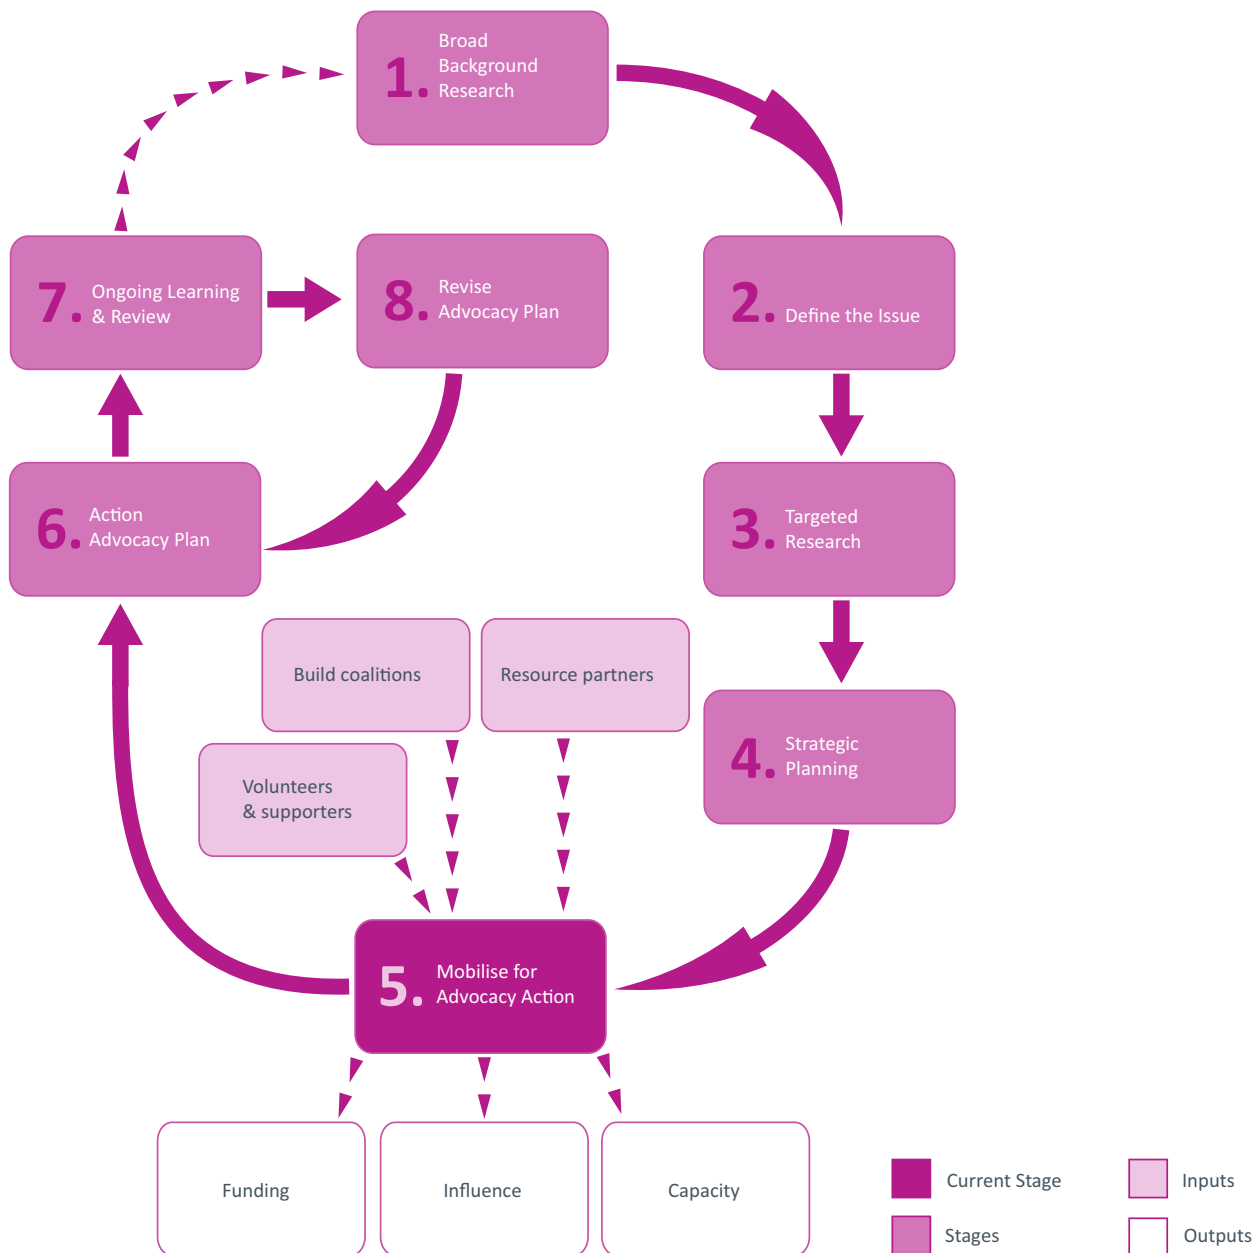 1.
Broad
Background
Research
7.
Ongoing Learning
& Review
8.
Revise
Advocacy Plan
2.
Define the Issue
6.
Action
Advocacy Plan
3.
Targeted
Research
Build coalitions
Resource partners
4.
Strategic
Planning
Volunteers
& supporters
5.
Mobilise for
Advocacy Action
Funding
Influence
Capacity
Current Stage
Inputs
Stages
Outputs